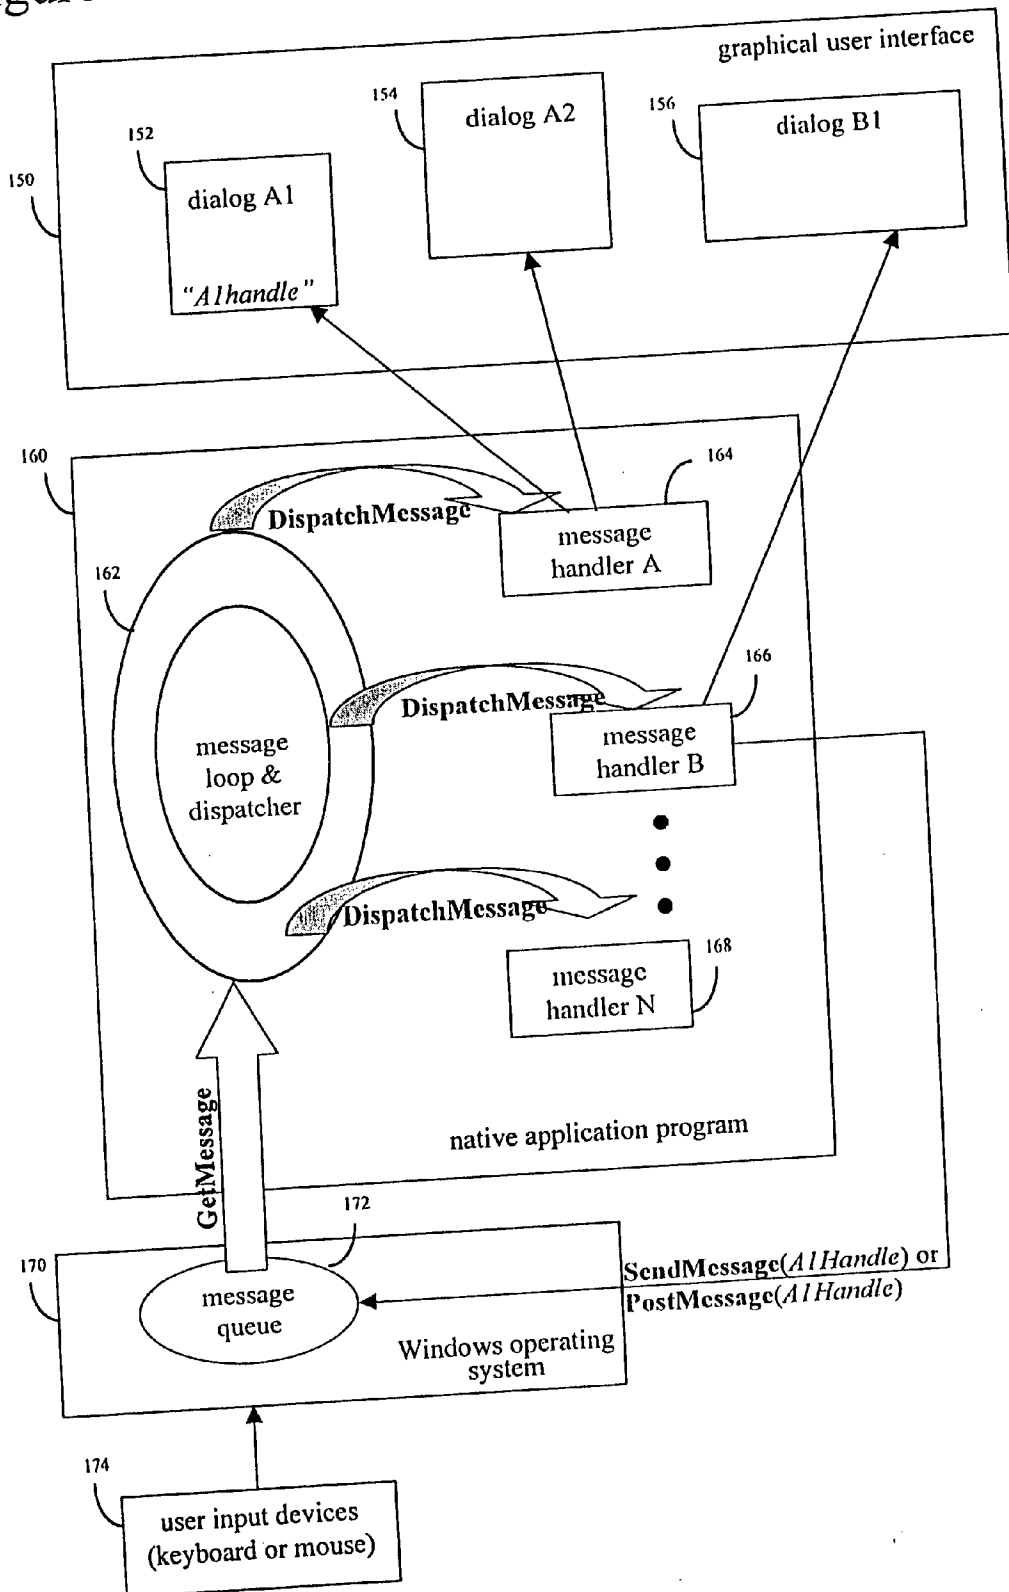 graphical user interface
154
dialog A2
156
dialog B1
152
dialog A1
150
"A1handle"
160
164
DispatchMessage
message
handler A
162
166
DispatchMessage
message
handler B
message
loop &
dispatcher
DispatchMessage
168
message
handler N
GetMessage
native application program
172
170
SendMessage(A1Handle) or
PostMessage(A1Handle)
message
queue
Windows operating
system
174
user input devices
(keyboard or mouse)